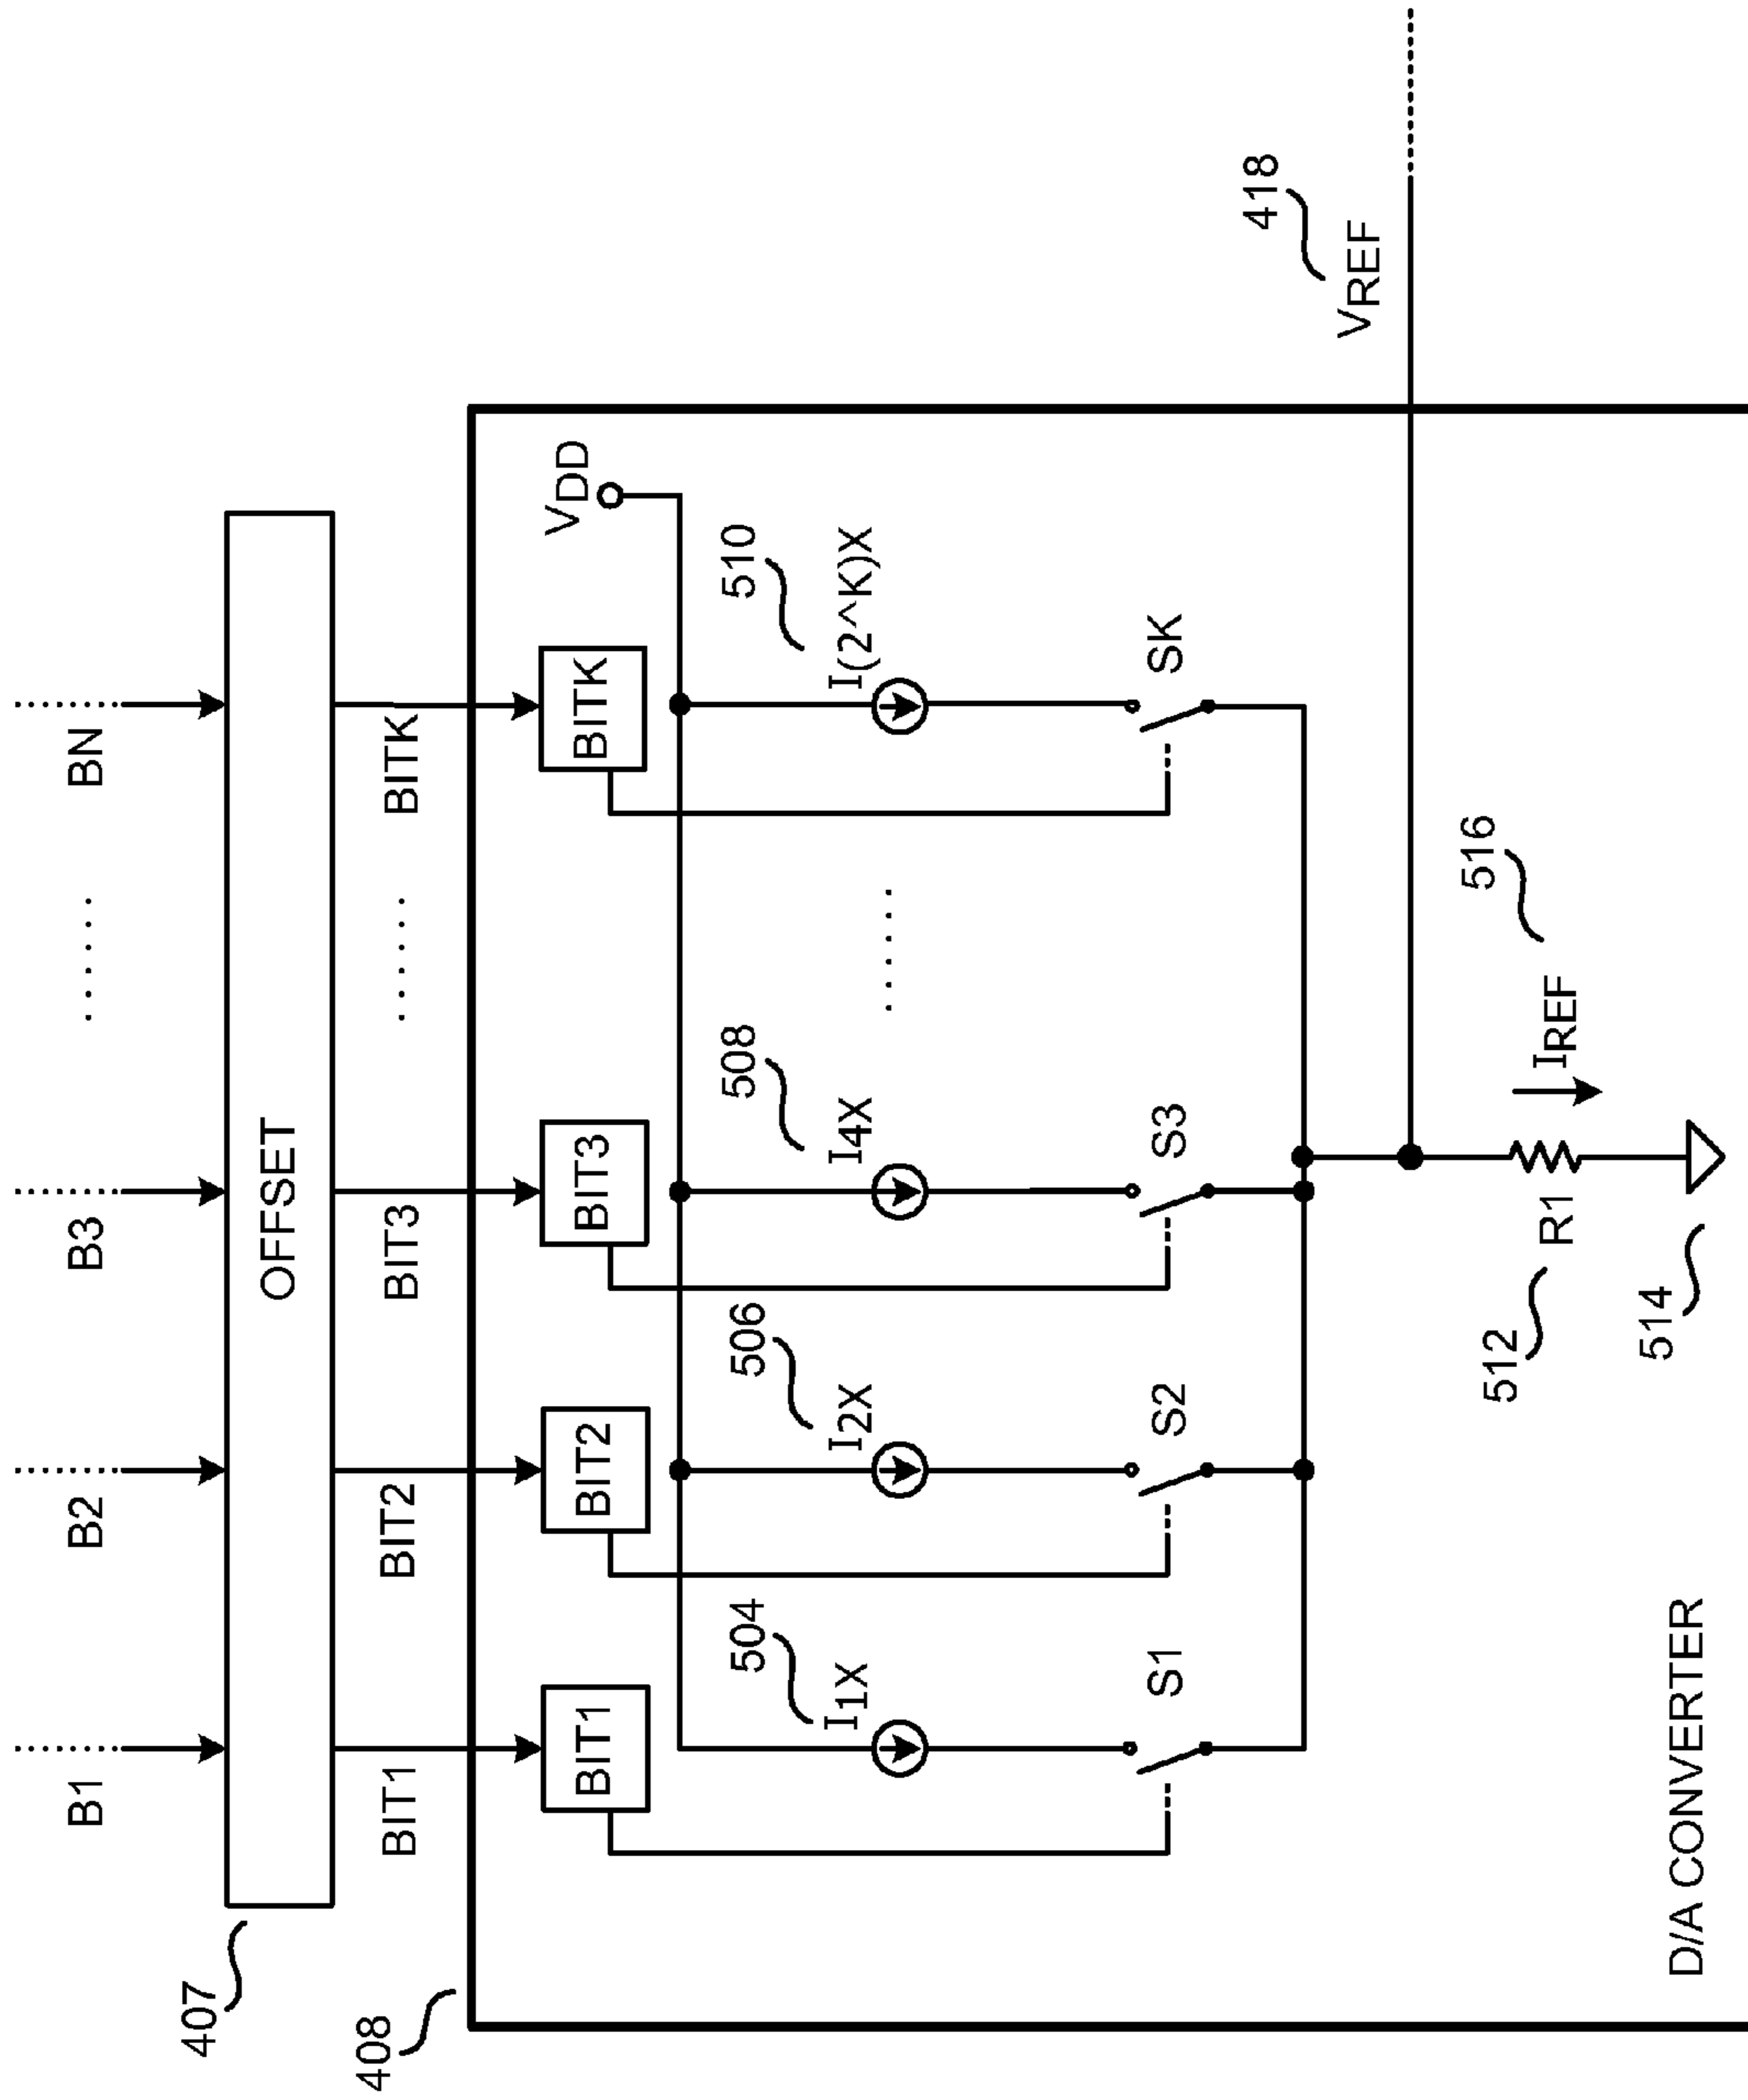 B1 B2 B3 ...... BN
407
OFFSET
BIT1 BIT2 BIT3 ...... BITK
408
BIT1 BIT2 BIT3 BITK
VDD
504 506 508 510
I1X I2X I4X ...... I(2^K)X
S1 S2 S3 SK
418
VREF
512 R1 IREF 516
514
D/A CONVERTER